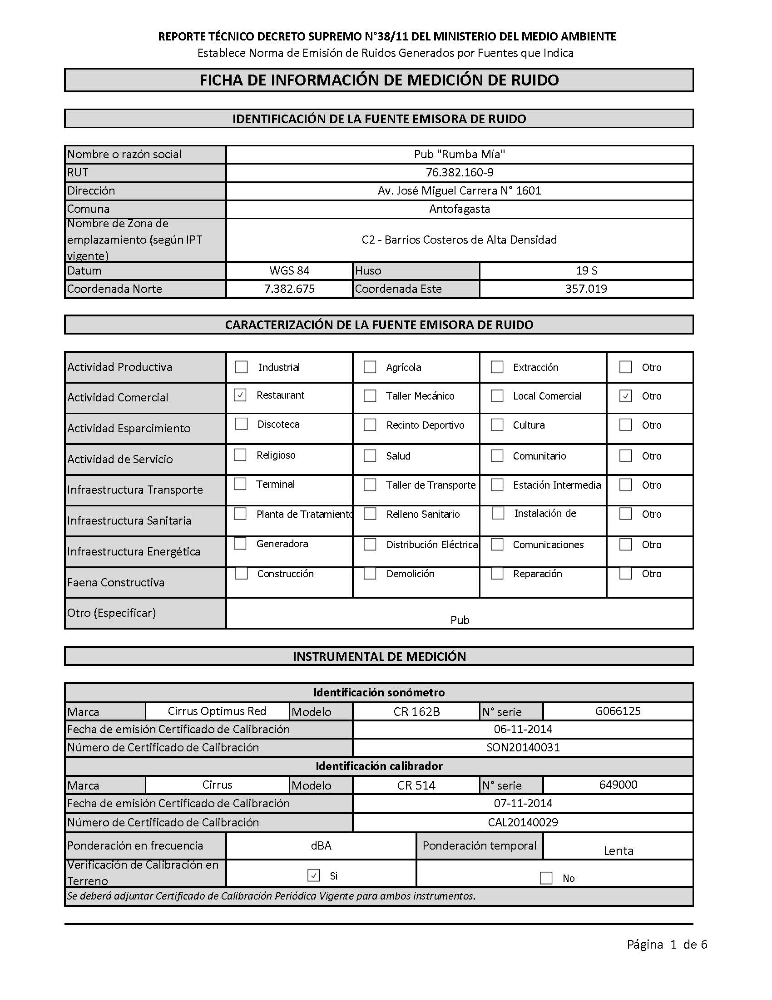 REPORTE TÉCNICO DECRETO SUPREMO N°38/11 DEL MINISTERIO DEL MEDIO AMBIENTE
Establece Norma de Emisión de Ruidos Generados por Fuentes que Indica
FICHA DE INFORMACIÓN DE MEDICIÓN DE RUIDO
IDENTIFICACIÓN DE LA FUENTE EMISORA DE RUIDO
Nombre o razón social Pub "Rumba Mía"
RUT 76.382.160-9
Dirección Av. José Miguel Carrera N° 1601
Comuna Antofagasta
Nombre de Zona de
emplazamiento (según IPT C2 - Barrios Costeros de Alta Densidad
vigente)
Datum WGS 84 Huso 19 S
Coordenada Norte 7.382.675 Coordenada Este 357.019
CARACTERIZACIÓN DE LA FUENTE EMISORA DE RUIDO
Actividad Productiva Industrial Agrícola Extracción Otro
Actividad Comercial ✓ Restaurant Taller Mecánico Local Comercial ✓ Otro
Actividad Esparcimiento Discoteca Recinto Deportivo Cultura Otro
Actividad de Servicio Religioso Salud Comunitario Otro
Infraestructura Transporte Terminal Taller de Transporte Estación Intermedia Otro
Infraestructura Sanitaria Planta de Tratamiento Relleno Sanitario Instalación de Otro
Infraestructura Energética Generadora Distribución Eléctrica Comunicaciones Otro
Faena Constructiva Construcción Demolición Reparación Otro
Otro (Especificar) Pub
INSTRUMENTAL DE MEDICIÓN
Identificación sonómetro
Marca Cirrus Optimus Red Modelo CR 162B N° serie G066125
Fecha de emisión Certificado de Calibración 06-11-2014
Número de Certificado de Calibración SON20140031
Identificación calibrador
Marca Cirrus Modelo CR 514 N° serie 649000
Fecha de emisión Certificado de Calibración 07-11-2014
Número de Certificado de Calibración CAL20140029
Ponderación en frecuencia dBA Ponderación temporal Lenta
Verificación de Calibración en
Terreno ✓ Si No
Se deberá adjuntar Certificado de Calibración Periódica Vigente para ambos instrumentos.
Página 1 de 6